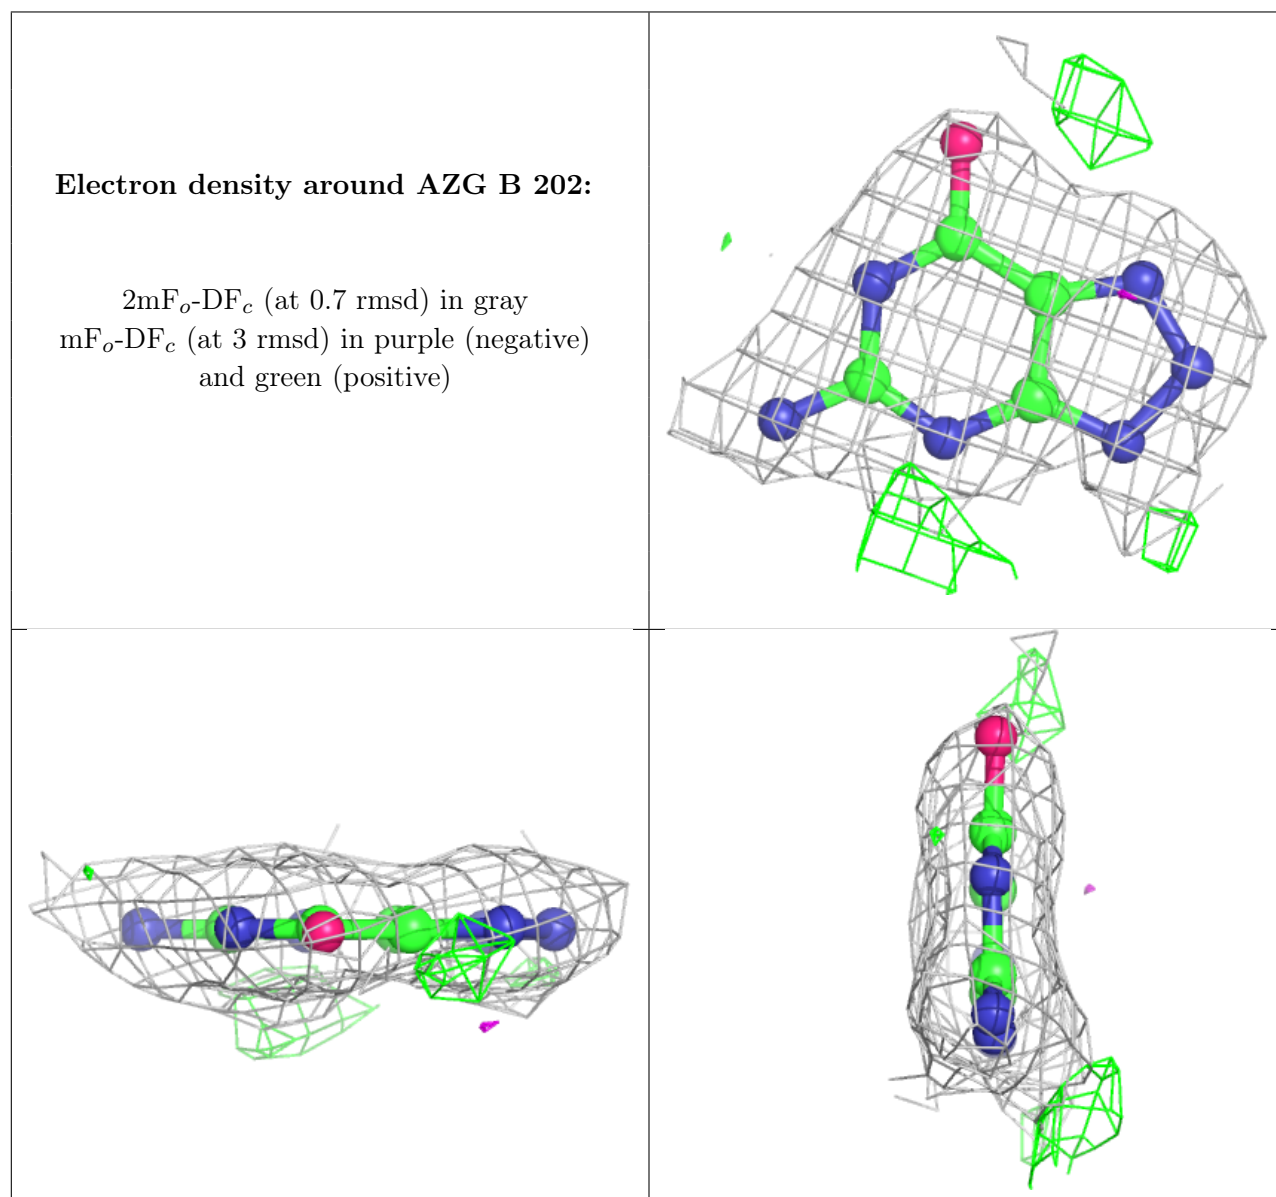 Electron density around AZG B 202:
2mFo-DFc (at 0.7 rmsd) in gray
mFo-DFc (at 3 rmsd) in purple (negative)
and green (positive)